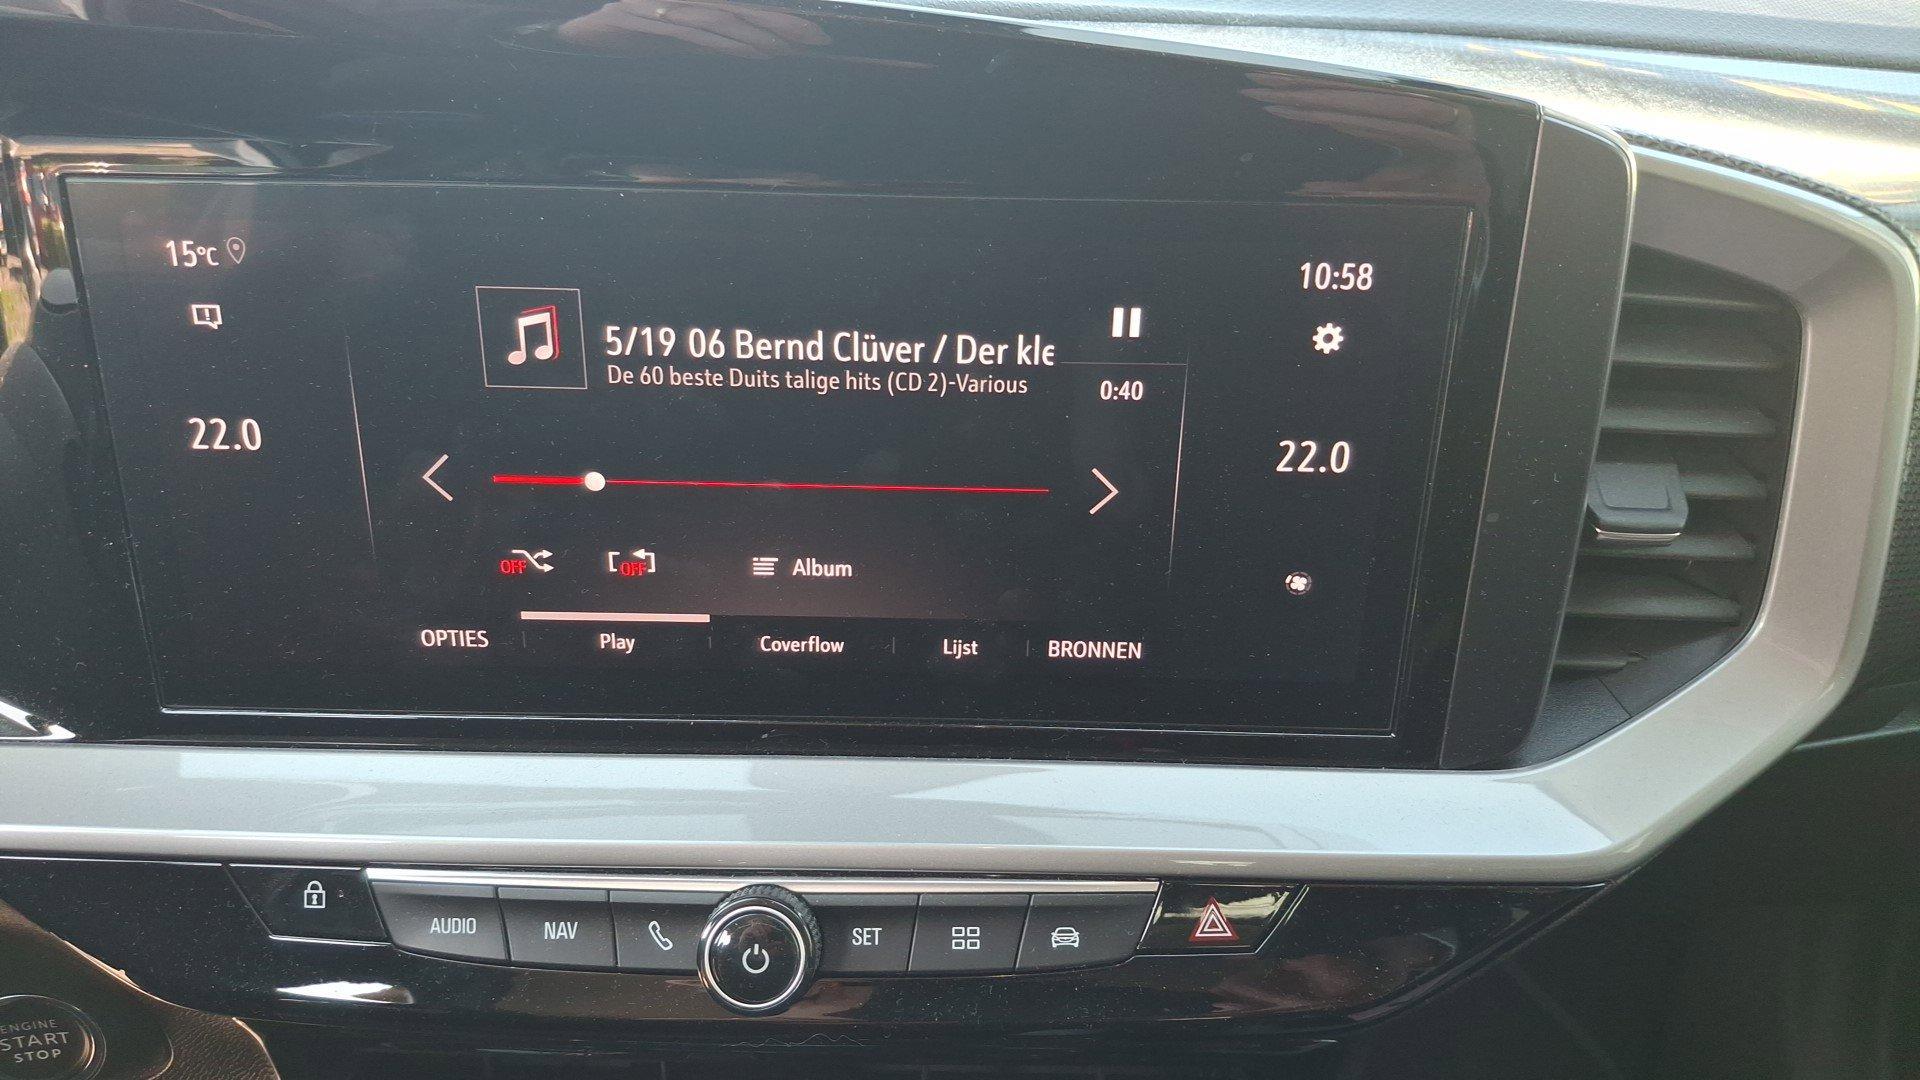 15°C
10:58
5/19 06 Bernd Clüver / Der kle
De 60 beste Duits talige hits (CD 2)-Various
0:40
22.0
22.0
OFF
OFF
Album
OPTIES
Play
Coverflow
Lijst
BRONNEN
AUDIO
NAV
SET
ENGINE
START
STOP